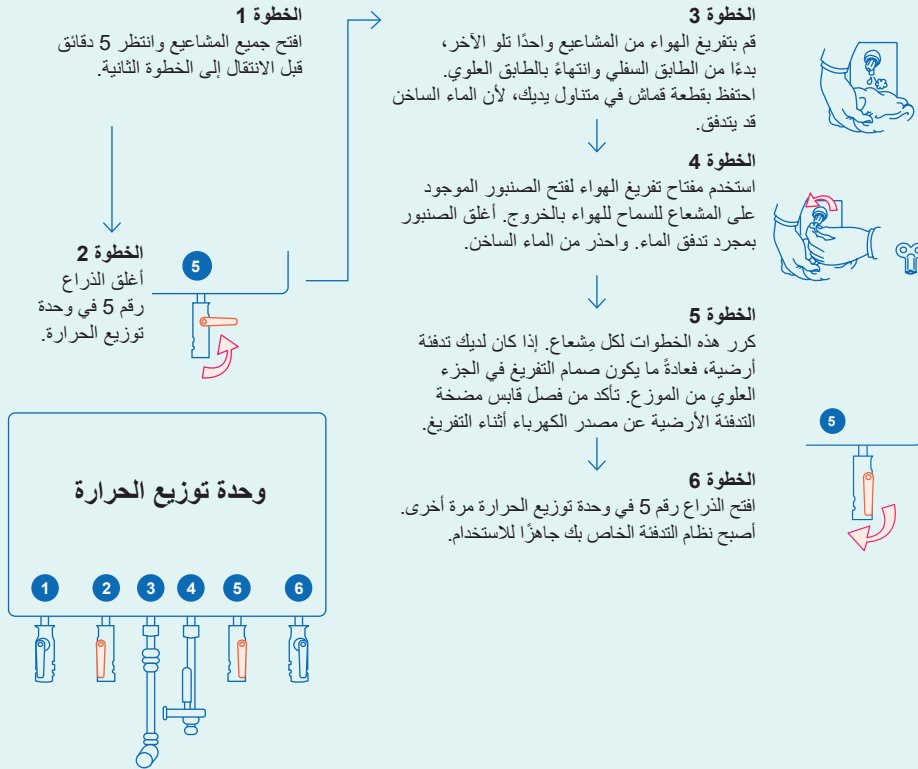 الخطوة 1
افتح جميع المشاعيع وانتظر 5 دقائق
قبل الانتقال إلى الخطوة الثانية.
الخطوة 2
أغلق الذراع
رقم 5 في وحدة
توزيع الحرارة.
5
الخطوة 3
قم بتفريغ الهواء من المشاعيع واحدًا تلو الآخر،
بدءًا من الطابق السفلي وانتهاءً بالطابق العلوي.
احتفظ بقطعة قماش في متناول يديك، لأن الماء الساخن
قد يتدفق.
الخطوة 4
استخدم مفتاح تفريغ الهواء لفتح الصنبور الموجود
على المشعاع للسماح للهواء بالخروج. أغلق الصنبور
بمجرد تدفق الماء. واحذر من الماء الساخن.
الخطوة 5
كرر هذه الخطوات لكل مِشعاع. إذا كان لديك تدفئة
أرضية، فعادةً ما يكون صمام التفريغ في الجزء
العلوي من الموزع. تأكد من فصل قابس مضخة
التدفئة الأرضية عن مصدر الكهرباء أثناء التفريغ.
الخطوة 6
افتح الذراع رقم 5 في وحدة توزيع الحرارة مرة أخرى.
أصبح نظام التدفئة الخاص بك جاهزًا للاستخدام.
5
وحدة توزيع الحرارة
1 2 3 4 5 6